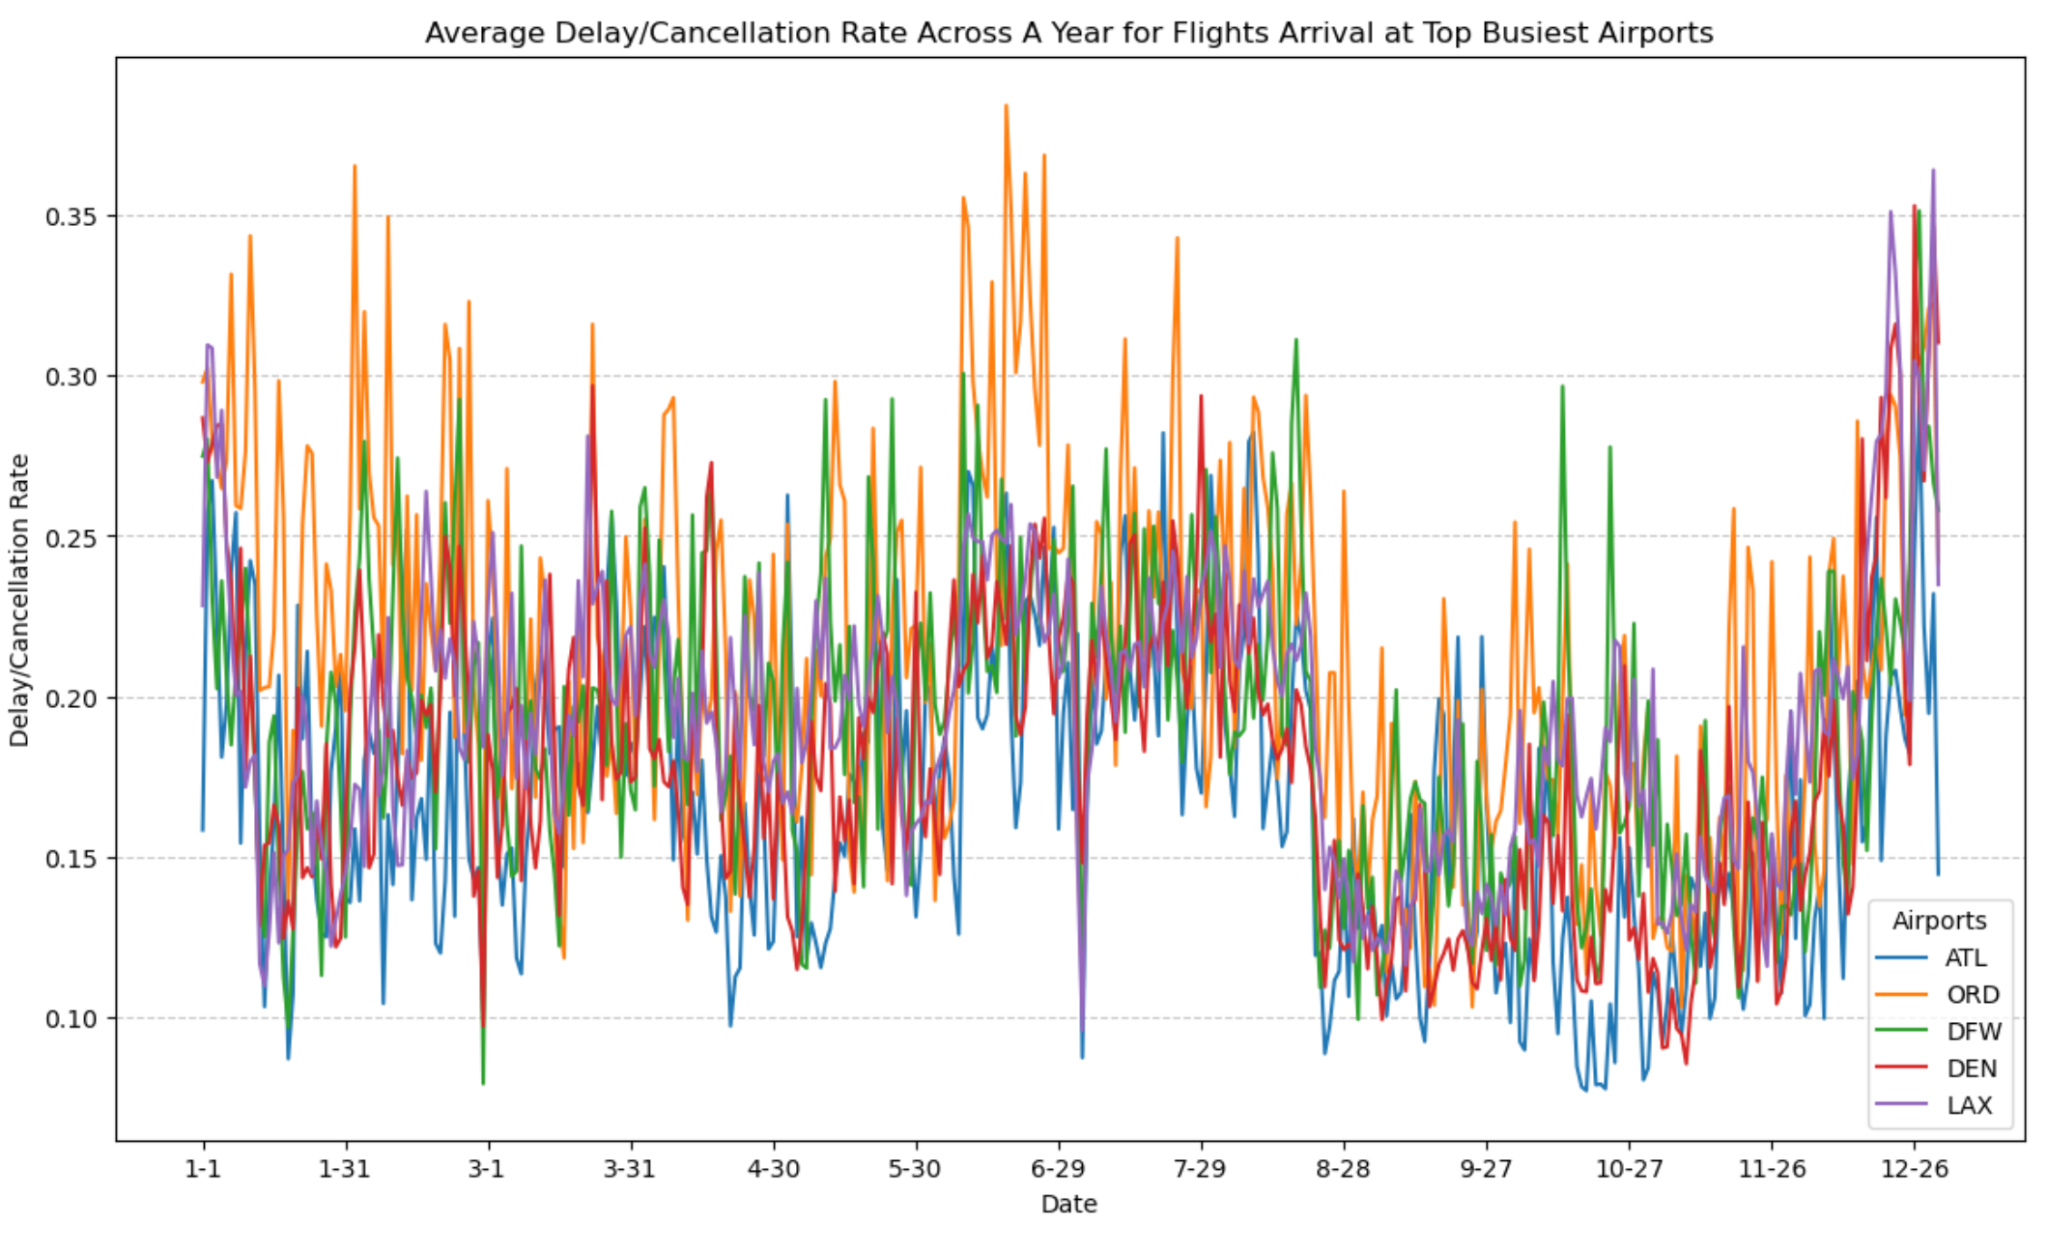 Average Delay/Cancellation Rate Across A Year for Flights Arrival at Top Busiest Airports
Delay/Cancellation Rate
0.35
0.30
0.25
0.20
0.15
0.10
Airports
ATL
ORD
DFW
DEN
LAX
1-1 1-31 3-1 3-31 4-30 5-30 6-29 7-29 8-28 9-27 10-27 11-26 12-26
Date